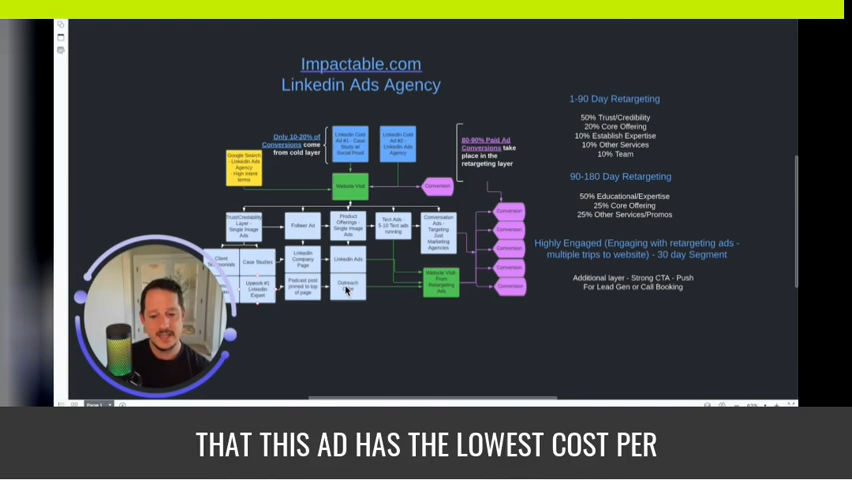 Impactable.com
Linkedin Ads Agency
Only 10-20% of
Conversions come
from cold layer
Linkedin Cold
Ad #1 - Case
Study w/
Social Proof
Linkedin Cold
Ad #2 -
Linkedin Ads
Agency
80-90% Paid Ad
Conversions take
place in the
retargeting layer
Google Search
- Linkedin Ads
Agency
- High intent
terms
Website Visit
Conversion
Trust/Credibility
Layer -
Single Image
Ads
Follower Ad
Product
Offerings -
Single Image
Ads
Text Ads -
5-10 Text ads
running
Conversation
Ads -
Targeting
Just
Marketing
Agencies
Conversion
Conversion
Conversion
Conversion
Conversion
Client
Case Studies
LinkedIn
Company
Page
LinkedIn Ads
Website Visit
From
Retargeting
Ads
Upwork #1
Linkedin
Expert
Podcast post
pinned to top
of page
Outreach
1-90 Day Retargeting
50% Trust/Credibility
20% Core Offering
10% Establish Expertise
10% Other Services
10% Team
90-180 Day Retargeting
50% Educational/Expertise
25% Core Offering
25% Other Services/Promos
Highly Engaged (Engaging with retargeting ads -
multiple trips to website) - 30 day Segment
Additional layer - Strong CTA - Push
For Lead Gen or Call Booking
Page 1
THAT THIS AD HAS THE LOWEST COST PER